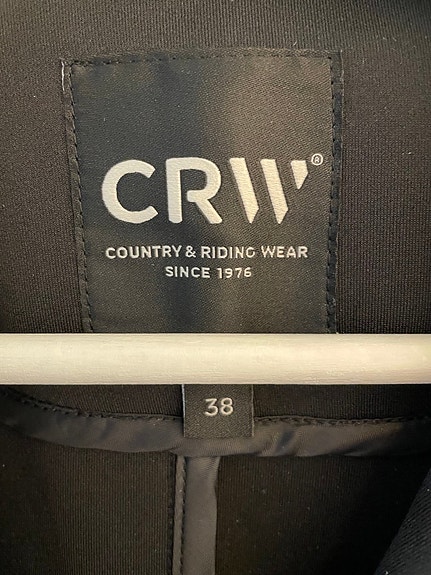 CRW®
COUNTRY & RIDING WEAR
SINCE 1976
38